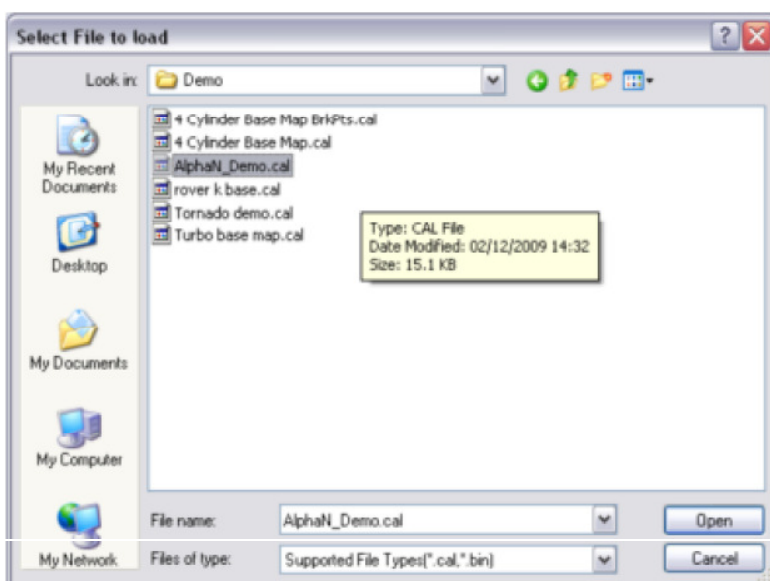 Select File to load
Look in: Demo
4 Cylinder Base Map BrkPts.cal
4 Cylinder Base Map.cal
AlphaN_Demo.cal
rover k base.cal
Tornado demo.cal
Turbo base map.cal
Type: CAL File
Date Modified: 02/12/2009 14:32
Size: 15.1 KB
My Recent
Documents
Desktop
My Documents
My Computer
My Network
File name: AlphaN_Demo.cal Open
Files of type: Supported File Types(*.cal,*.bin) Cancel